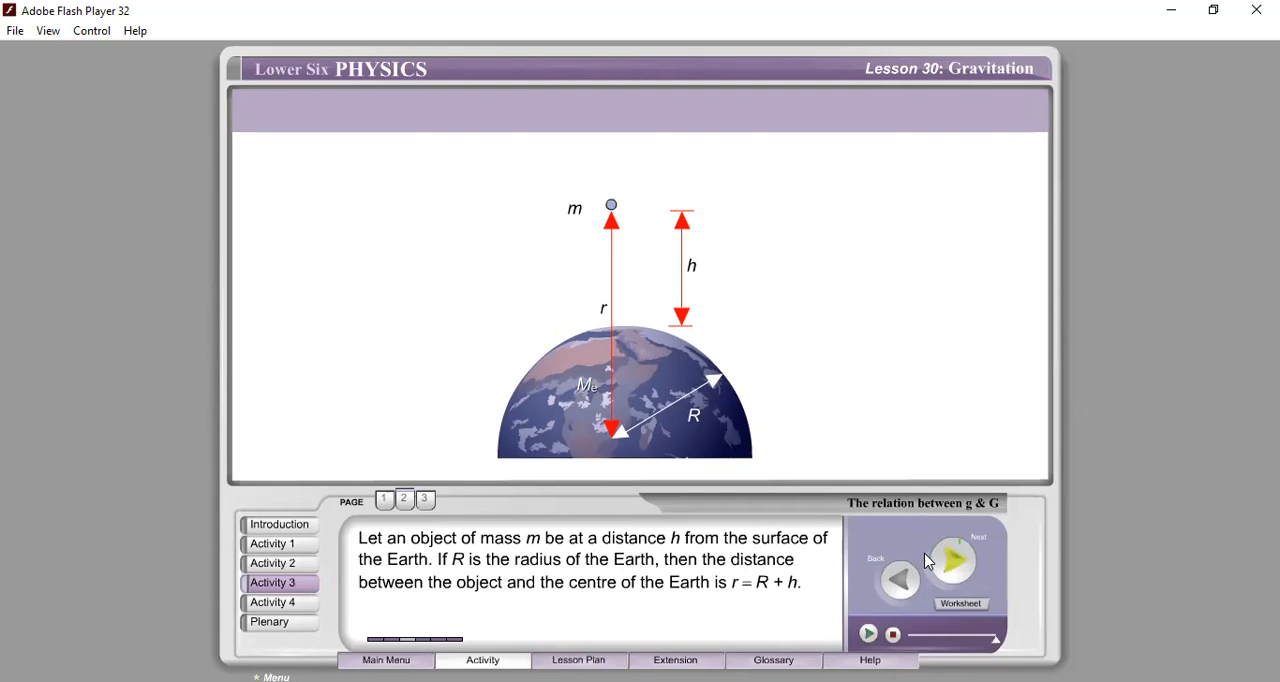 Adobe Flash Player 32
File View Control Help
Lower Six PHYSICS
Lesson 30: Gravitation
m
h
r
Me
R
PAGE 1 2 3
The relation between g & G
Introduction
Activity 1
Activity 2
Activity 3
Activity 4
Plenary
Let an object of mass m be at a distance h from the surface of
the Earth. If R is the radius of the Earth, then the distance
between the object and the centre of the Earth is r = R + h.
Next
Back
Worksheet
Main Menu Activity Lesson Plan Extension Glossary Help
★ Menu